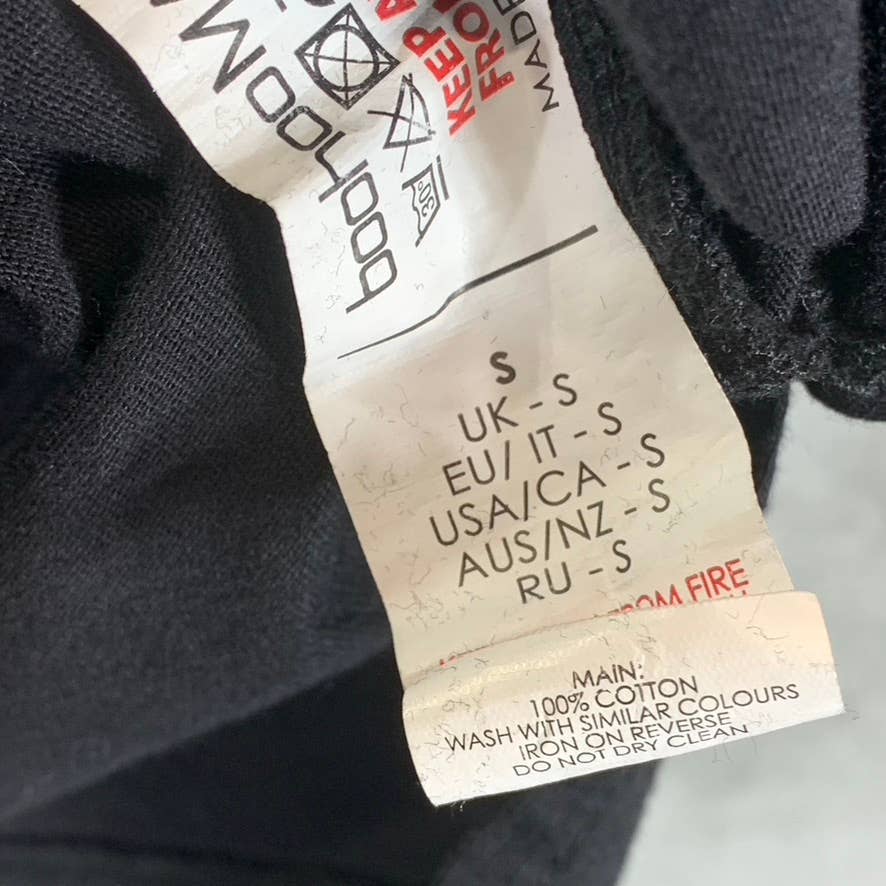 KEEP
FROM
MADE
boohoo
30°
S
UK - S
EU/ IT - S
USA/CA - S
AUS/NZ - S
RU - S
FROM FIRE
MAIN:
100% COTTON
WASH WITH SIMILAR COLOURS
IRON ON REVERSE
DO NOT DRY CLEAN